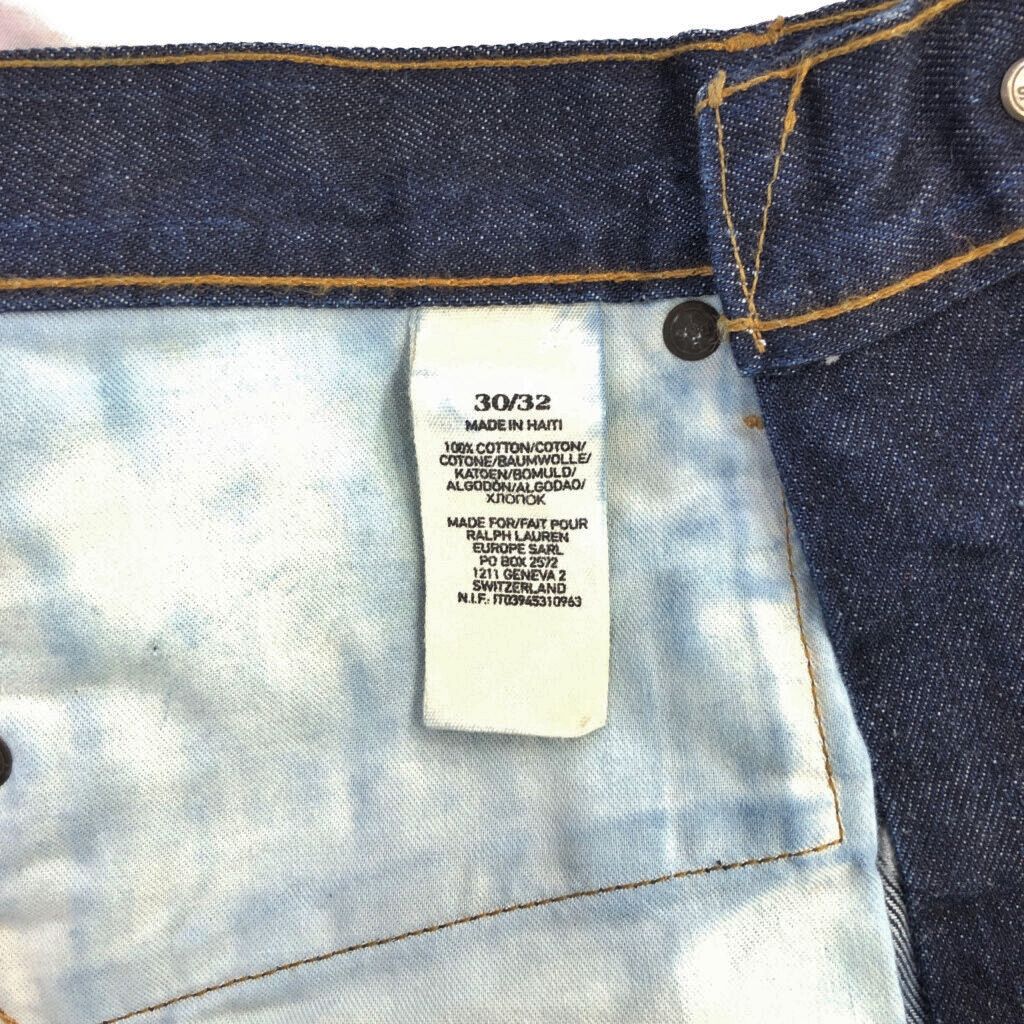 30/32
MADE IN HAITI
100% COTTON/COTON/
COTONE/BAUMWOLLE/
KATOEN/BOMULD/
ALGODÓN/ALGODAO/
ХЛОПОК
MADE FOR/FAIT POUR
RALPH LAUREN
EUROPE SARL
PO BOX 2572
1211 GENEVA 2
SWITZERLAND
N.I.F.: IT03945310963